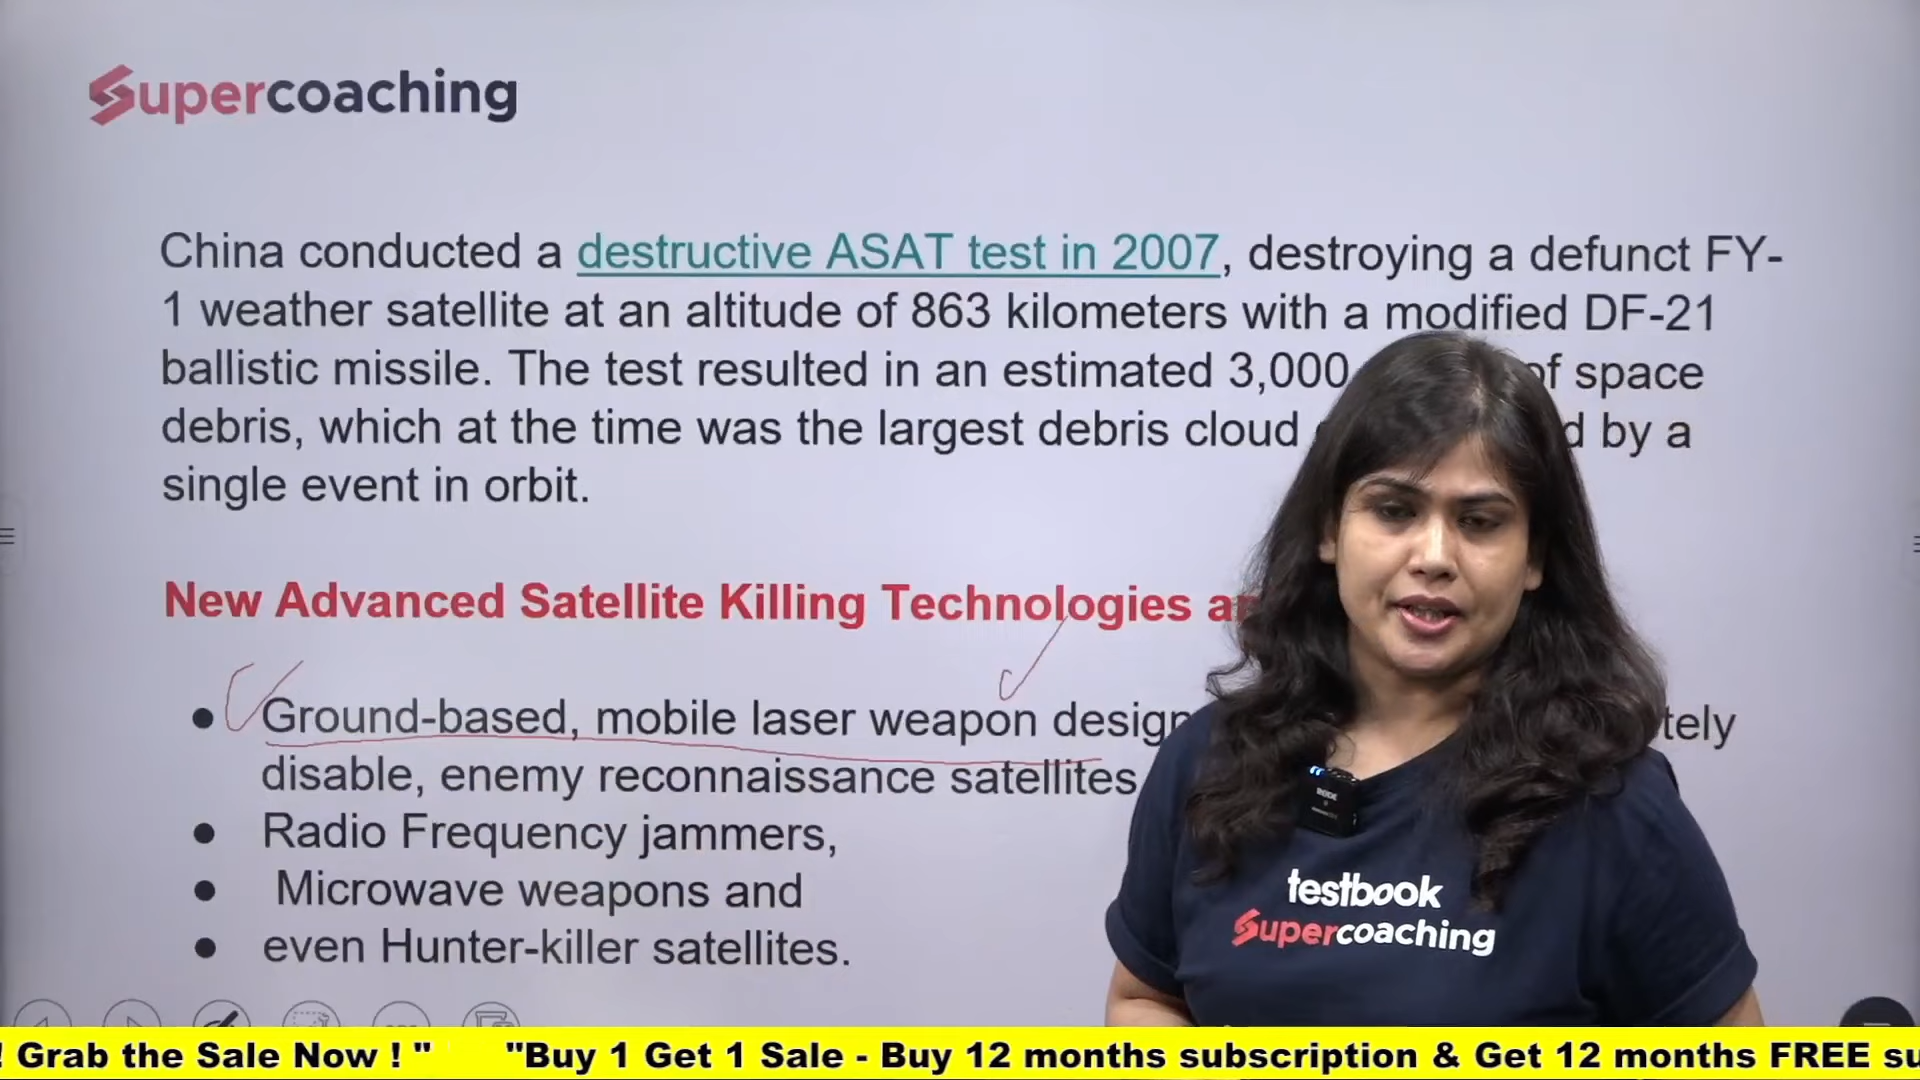 Supercoaching
China conducted a destructive ASAT test in 2007, destroying a defunct FY-
1 weather satellite at an altitude of 863 kilometers with a modified DF-21
ballistic missile. The test resulted in an estimated 3,000 of space
debris, which at the time was the largest debris cloud by a
single event in orbit.
New Advanced Satellite Killing Technologies
● Ground-based, mobile laser weapon
disable, enemy reconnaissance satellites
● Radio Frequency jammers,
● Microwave weapons and
● even Hunter-killer satellites.
RODE
testbook
Supercoaching
! Grab the Sale Now ! " "Buy 1 Get 1 Sale - Buy 12 months subscription & Get 12 months FREE